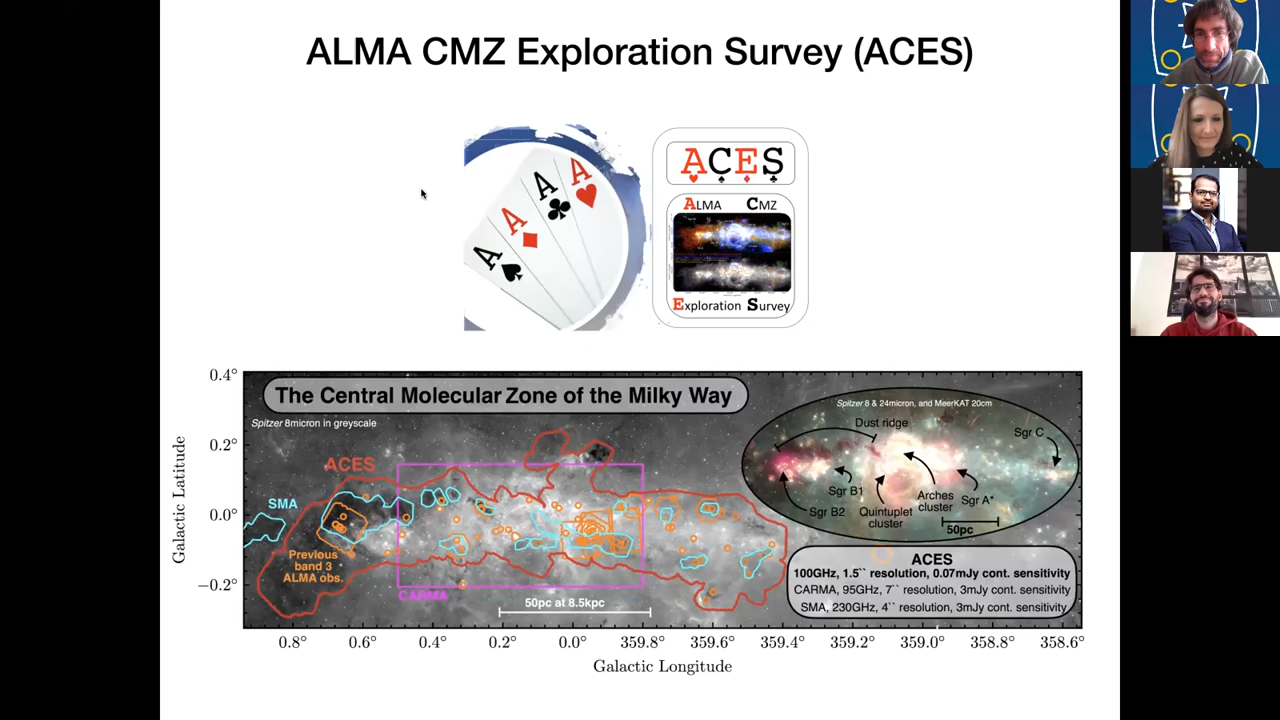 ALMA CMZ Exploration Survey (ACES)
A A A A
ACES
ALMA CMZ
Exploration Survey
The Central Molecular Zone of the Milky Way
Spitzer 8micron in greyscale
ACES
SMA
Previous
band 3
ALMA obs.
CARMA
50pc at 8.5kpc
Spitzer 8 & 24micron, and MeerKAT 20cm
Dust ridge
Sgr C
Sgr B1
Sgr B2
Quintuplet
cluster
Arches
cluster
Sgr A*
50pc
ACES
100GHz, 1.5`` resolution, 0.07mJy cont. sensitivity
CARMA, 95GHz, 7`` resolution, 3mJy cont. sensitivity
SMA, 230GHz, 4`` resolution, 3mJy cont. sensitivity
0.4°
0.2°
0.0°
−0.2°
Galactic Latitude
0.8° 0.6° 0.4° 0.2° 0.0° 359.8° 359.6° 359.4° 359.2° 359.0° 358.8° 358.6°
Galactic Longitude